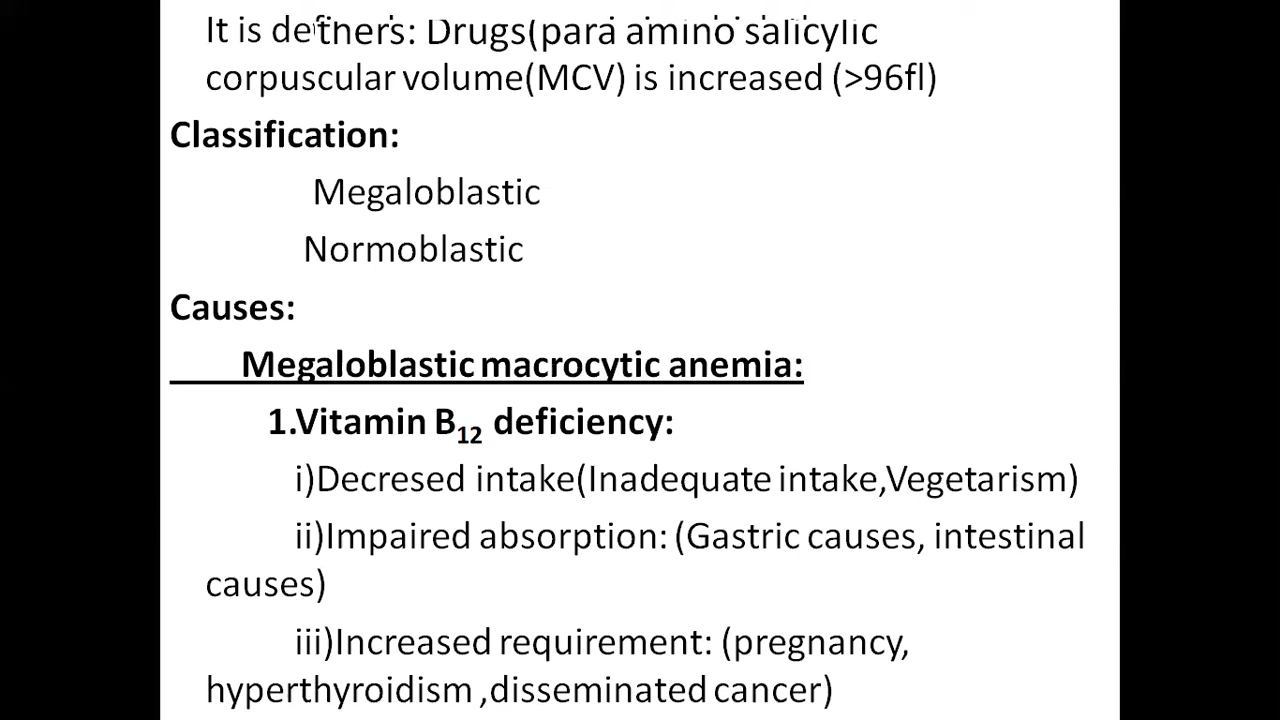 It is de thers: Drugs(para amino salicylic
corpuscular volume(MCV) is increased (>96fl)
Classification:
Megaloblastic
Normoblastic
Causes:
Megaloblastic macrocytic anemia:
1.Vitamin B12 deficiency:
i)Decresed intake(Inadequate intake,Vegetarism)
ii)Impaired absorption: (Gastric causes, intestinal
causes)
iii)Increased requirement: (pregnancy,
hyperthyroidism ,disseminated cancer)